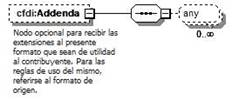 cfdi:Addenda
any
0..∞
Nodo opcional para recibir las
extensiones al presente
formato que sean de utilidad
al contribuyente. Para las
reglas de uso del mismo,
referirse al formato de
origen.